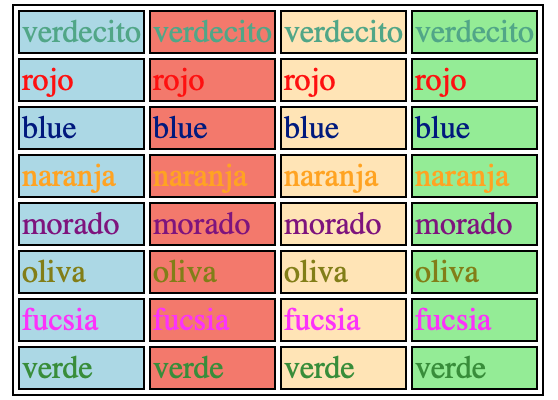 verdecito verdecito verdecito verdecito
rojo rojo rojo rojo
blue blue blue blue
naranja naranja naranja naranja
morado morado morado morado
oliva oliva oliva oliva
fucsia fucsia fucsia fucsia
verde verde verde verde